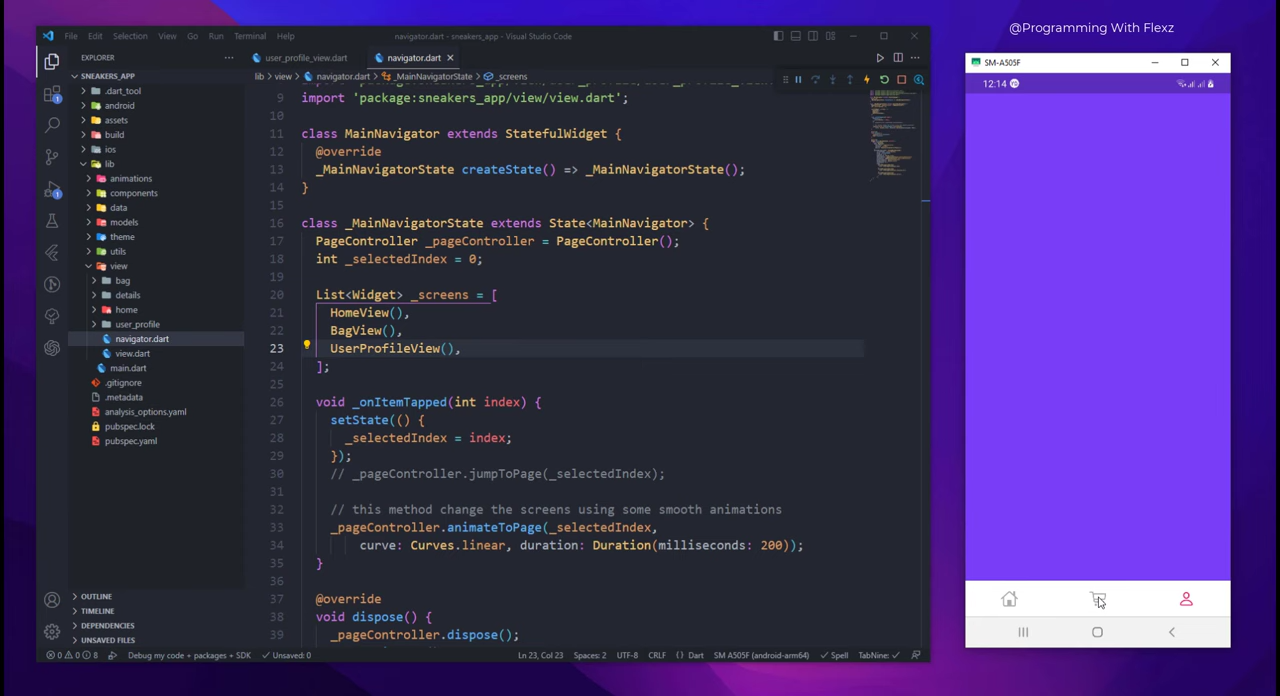 @Programming With Flexz
File Edit Selection View Go Run Terminal Help
navigator.dart - sneakers_app - Visual Studio Code
SM-A505F
EXPLORER
user_profile_view.dart
navigator.dart
SNEAKERS_APP
lib > view > navigator.dart > _MainNavigatorState > _screens
12:14
.dart_tool
android
assets
build
ios
lib
animations
components
data
models
theme
utils
view
bag
details
home
user_profile
navigator.dart
view.dart
main.dart
.gitignore
.metadata
analysis_options.yaml
pubspec.lock
pubspec.yaml
OUTLINE
TIMELINE
DEPENDENCIES
UNSAVED FILES
9 import 'package:sneakers_app/view/view.dart';
10
11 class MainNavigator extends StatefulWidget {
12 @override
13 _MainNavigatorState createState() => _MainNavigatorState();
14 }
15
16 class _MainNavigatorState extends State<MainNavigator> {
17 PageController _pageController = PageController();
18 int _selectedIndex = 0;
19
20 List<Widget> _screens = [
21 HomeView(),
22 BagView(),
23 UserProfileView(),
24 ];
25
26 void _onItemTapped(int index) {
27 setState(() {
28 _selectedIndex = index;
29 });
30 // _pageController.jumpToPage(_selectedIndex);
31
32 // this method change the screens using some smooth animations
33 _pageController.animateToPage(_selectedIndex,
34 curve: Curves.linear, duration: Duration(milliseconds: 200));
35 }
36
37 @override
38 void dispose() {
39 _pageController.dispose();
0 0 8 Debug my code + packages + SDK Unsaved: 0 Ln 23, Col 23 Spaces: 2 UTF-8 CRLF {} Dart SM A505F (android-arm64) Spell TabNine: